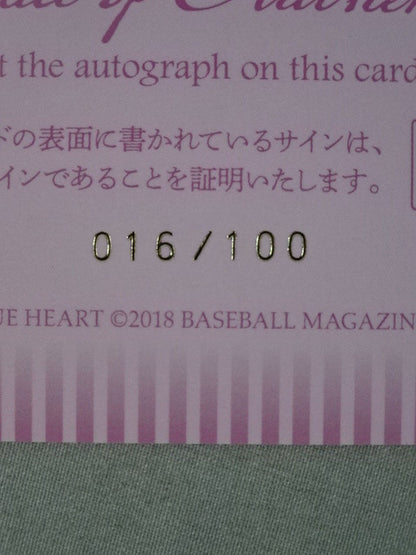 t the autograph on this card
ドの表面に書かれているサインは、
インであることを証明いたします。
016/100
UE HEART ©2018 BASEBALL MAGAZIN